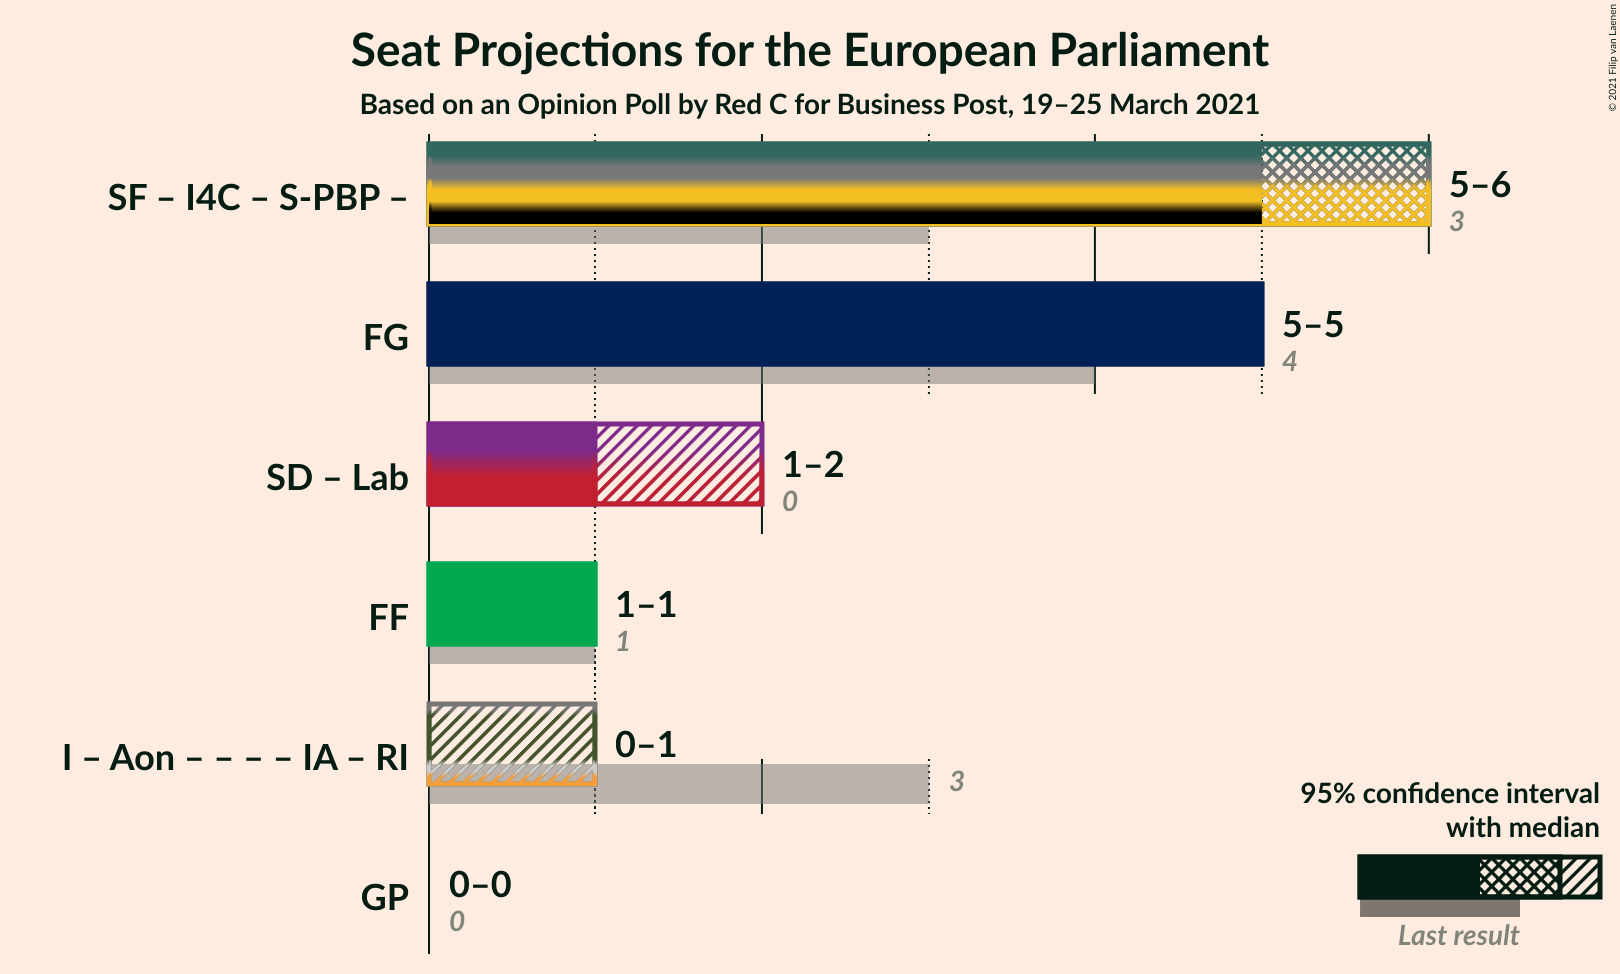 Seat Projections for the European Parliament
Based on an Opinion Poll by Red C for Business Post, 19–25 March 2021
© 2021 Filip van Laenen
SF – I4C – S-PBP –
5–6
3
FG
5–5
4
SD – Lab
1–2
0
FF
1–1
1
I – Aon – – – – IA – RI
0–1
3
GP
0–0
0
95% confidence interval
with median
Last result